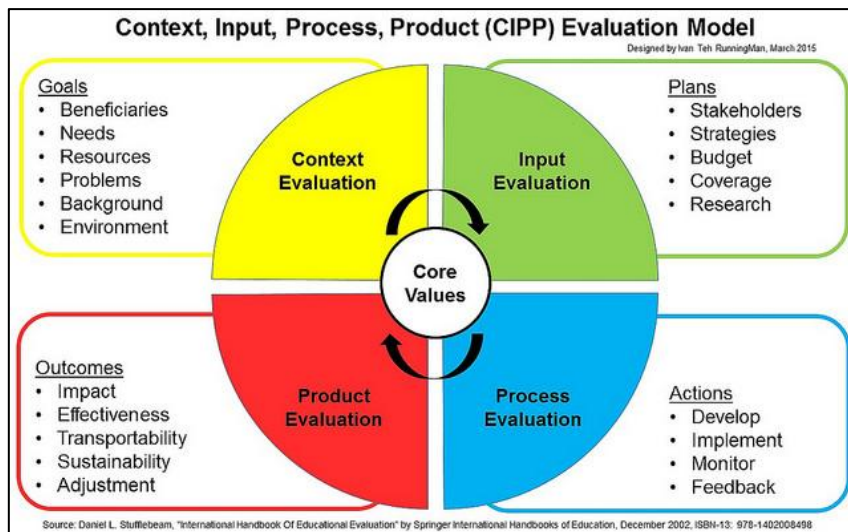 Context, Input, Process, Product (CIPP) Evaluation Model
Designed by Ivan Teh RunningMan, March 2015
Goals
• Beneficiaries
• Needs
• Resources
• Problems
• Background
• Environment
Context
Evaluation
Input
Evaluation
Plans
• Stakeholders
• Strategies
• Budget
• Coverage
• Research
Core
Values
Outcomes
• Impact
• Effectiveness
• Transportability
• Sustainability
• Adjustment
Product
Evaluation
Process
Evaluation
Actions
• Develop
• Implement
• Monitor
• Feedback
Source: Daniel L. Stufflebeam, "International Handbook Of Educational Evaluation" by Springer International Handbooks of Education, December 2002, ISBN-13: 978-1402008498